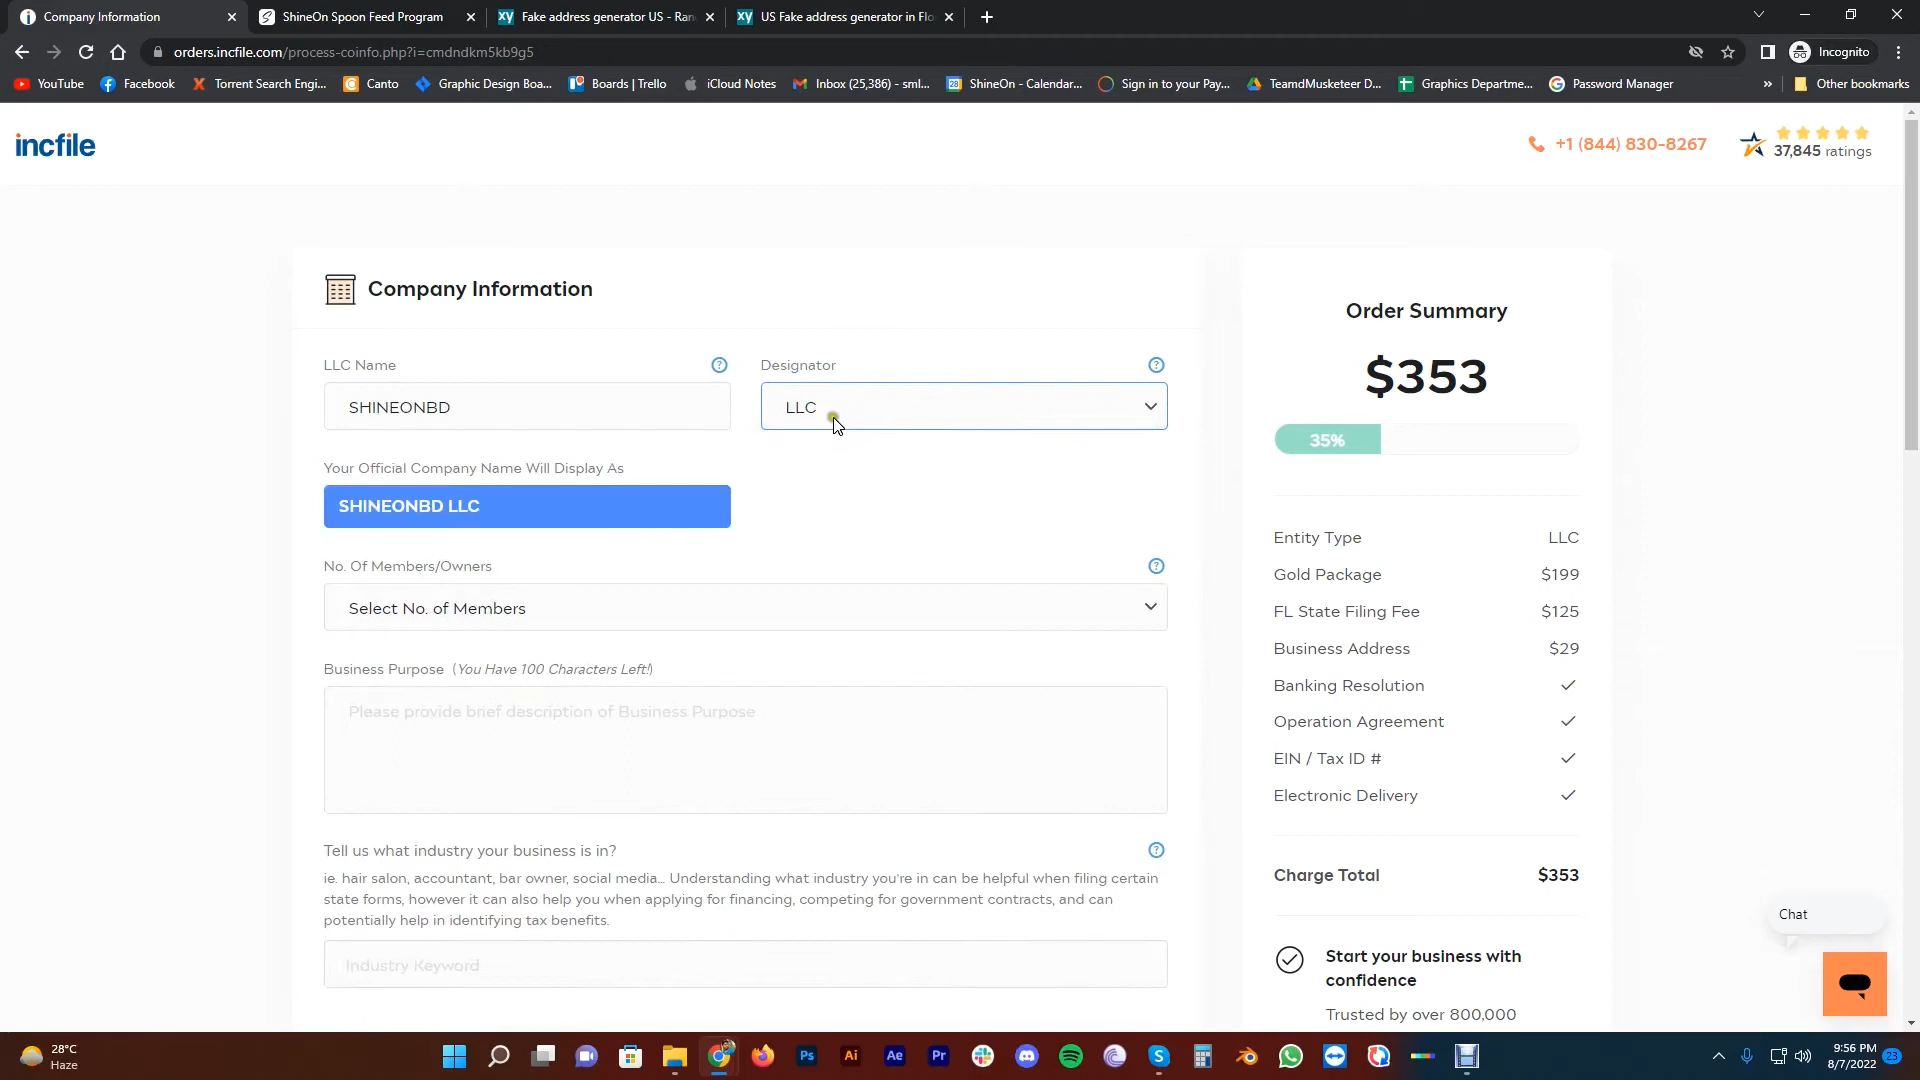 Company Information
ShineOn Spoon Feed Program
Fake address generator US - Ran
US Fake address generator in Flo
orders.incfile.com/process-coinfo.php?i=cmdndkm5kb9g5
Incognito
YouTube
Facebook
Torrent Search Engi...
Canto
Graphic Design Boa...
Boards | Trello
iCloud Notes
Inbox (25,386) - sml...
ShineOn - Calendar...
Sign in to your Pay...
TeamdMusketeer D...
Graphics Departme...
Password Manager
Other bookmarks
incfile
+1 (844) 830-8267
37,845 ratings
Company Information
LLC Name
Designator
SHINEONBD
LLC
Your Official Company Name Will Display As
SHINEONBD LLC
No. Of Members/Owners
Select No. of Members
Business Purpose (You Have 100 Characters Left!)
Please provide brief description of Business Purpose
Tell us what industry your business is in?
ie. hair salon, accountant, bar owner, social media... Understanding what industry you're in can be helpful when filing certain
state forms, however it can also help you when applying for financing, competing for government contracts, and can
potentially help in identifying tax benefits.
Industry Keyword
Order Summary
$353
35%
Entity Type LLC
Gold Package $199
FL State Filing Fee $125
Business Address $29
Banking Resolution
Operation Agreement
EIN / Tax ID #
Electronic Delivery
Charge Total $353
Start your business with
confidence
Trusted by over 800,000
Chat
28°C
Haze
Ps
Ai
Ae
Pr
9:56 PM
8/7/2022
23